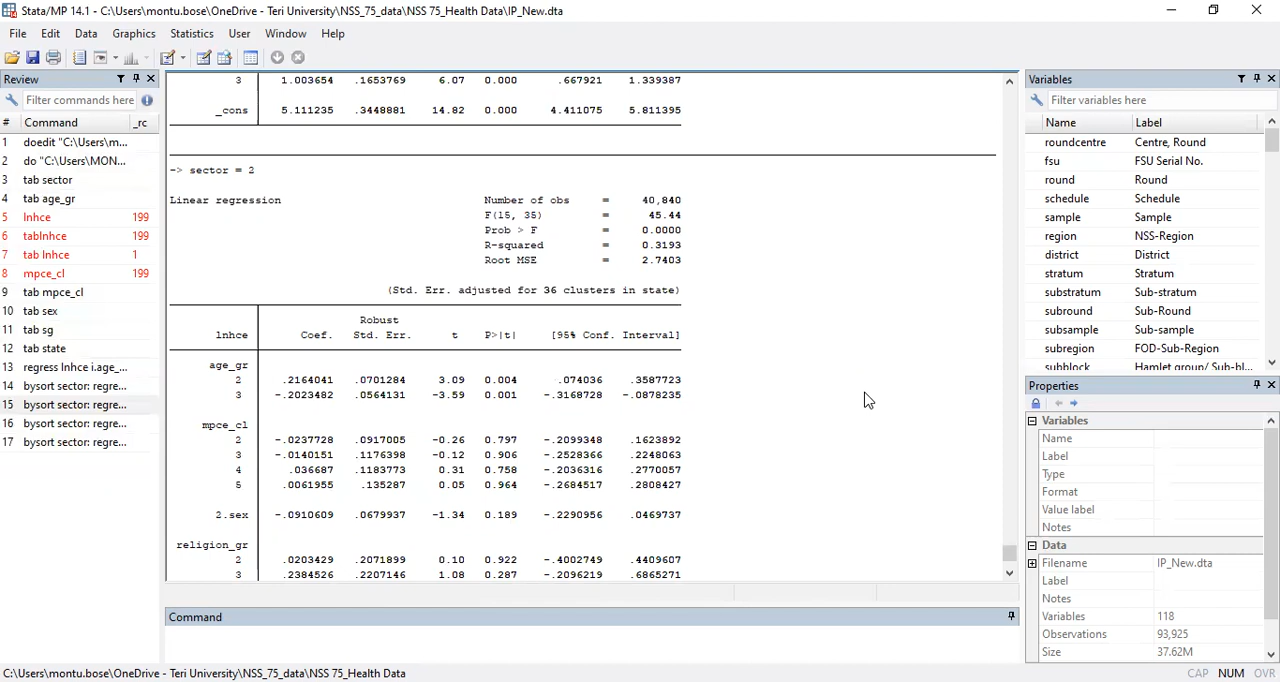 Stata/MP 14.1 - C:\Users\montu.bose\OneDrive - Teri University\NSS_75_data\NSS 75_Health Data\IP_New.dta
File Edit Data Graphics Statistics User Window Help
Review
Filter commands here
# Command _rc
1 doedit "C:\Users\m...
2 do "C:\Users\MON...
3 tab sector
4 tab age_gr
5 lnhce 199
6 tablnhce 199
7 tab lnhce 1
8 mpce_cl 199
9 tab mpce_cl
10 tab sex
11 tab sg
12 tab state
13 regress lnhce i.age_...
14 bysort sector: regre...
15 bysort sector: regre...
16 bysort sector: regre...
17 bysort sector: regre...
3 1.003654 .1653769 6.07 0.000 .667921 1.339387
_cons 5.111235 .3448881 14.82 0.000 4.411075 5.811395
-> sector = 2
Linear regression Number of obs = 40,840
F(15, 35) = 45.44
Prob > F = 0.0000
R-squared = 0.3193
Root MSE = 2.7403
(Std. Err. adjusted for 36 clusters in state)
Robust
lnhce Coef. Std. Err. t P>|t| [95% Conf. Interval]
age_gr
2 .2164041 .0701284 3.09 0.004 .074036 .3587723
3 -.2023482 .0564131 -3.59 0.001 -.3168728 -.0878235
mpce_cl
2 -.0237728 .0917005 -0.26 0.797 -.2099348 .1623892
3 -.0140151 .1176398 -0.12 0.906 -.2528366 .2248063
4 .036687 .1183773 0.31 0.758 -.2036316 .2770057
5 .0061955 .135287 0.05 0.964 -.2684517 .2808427
2.sex -.0910609 .0679937 -1.34 0.189 -.2290956 .0469737
religion_gr
2 .0203429 .2071899 0.10 0.922 -.4002749 .4409607
3 .2384526 .2207146 1.08 0.287 -.2096219 .6865271
Command
Variables
Filter variables here
Name Label
roundcentre Centre, Round
fsu FSU Serial No.
round Round
schedule Schedule
sample Sample
region NSS-Region
district District
stratum Stratum
substratum Sub-stratum
subround Sub-Round
subsample Sub-sample
subregion FOD-Sub-Region
subblock Hamlet group/ Sub-bl...
Properties
Variables
Name
Label
Type
Format
Value label
Notes
Data
Filename IP_New.dta
Label
Notes
Variables 118
Observations 93,925
Size 37.62M
C:\Users\montu.bose\OneDrive - Teri University\NSS_75_data\NSS 75_Health Data
CAP NUM OVR